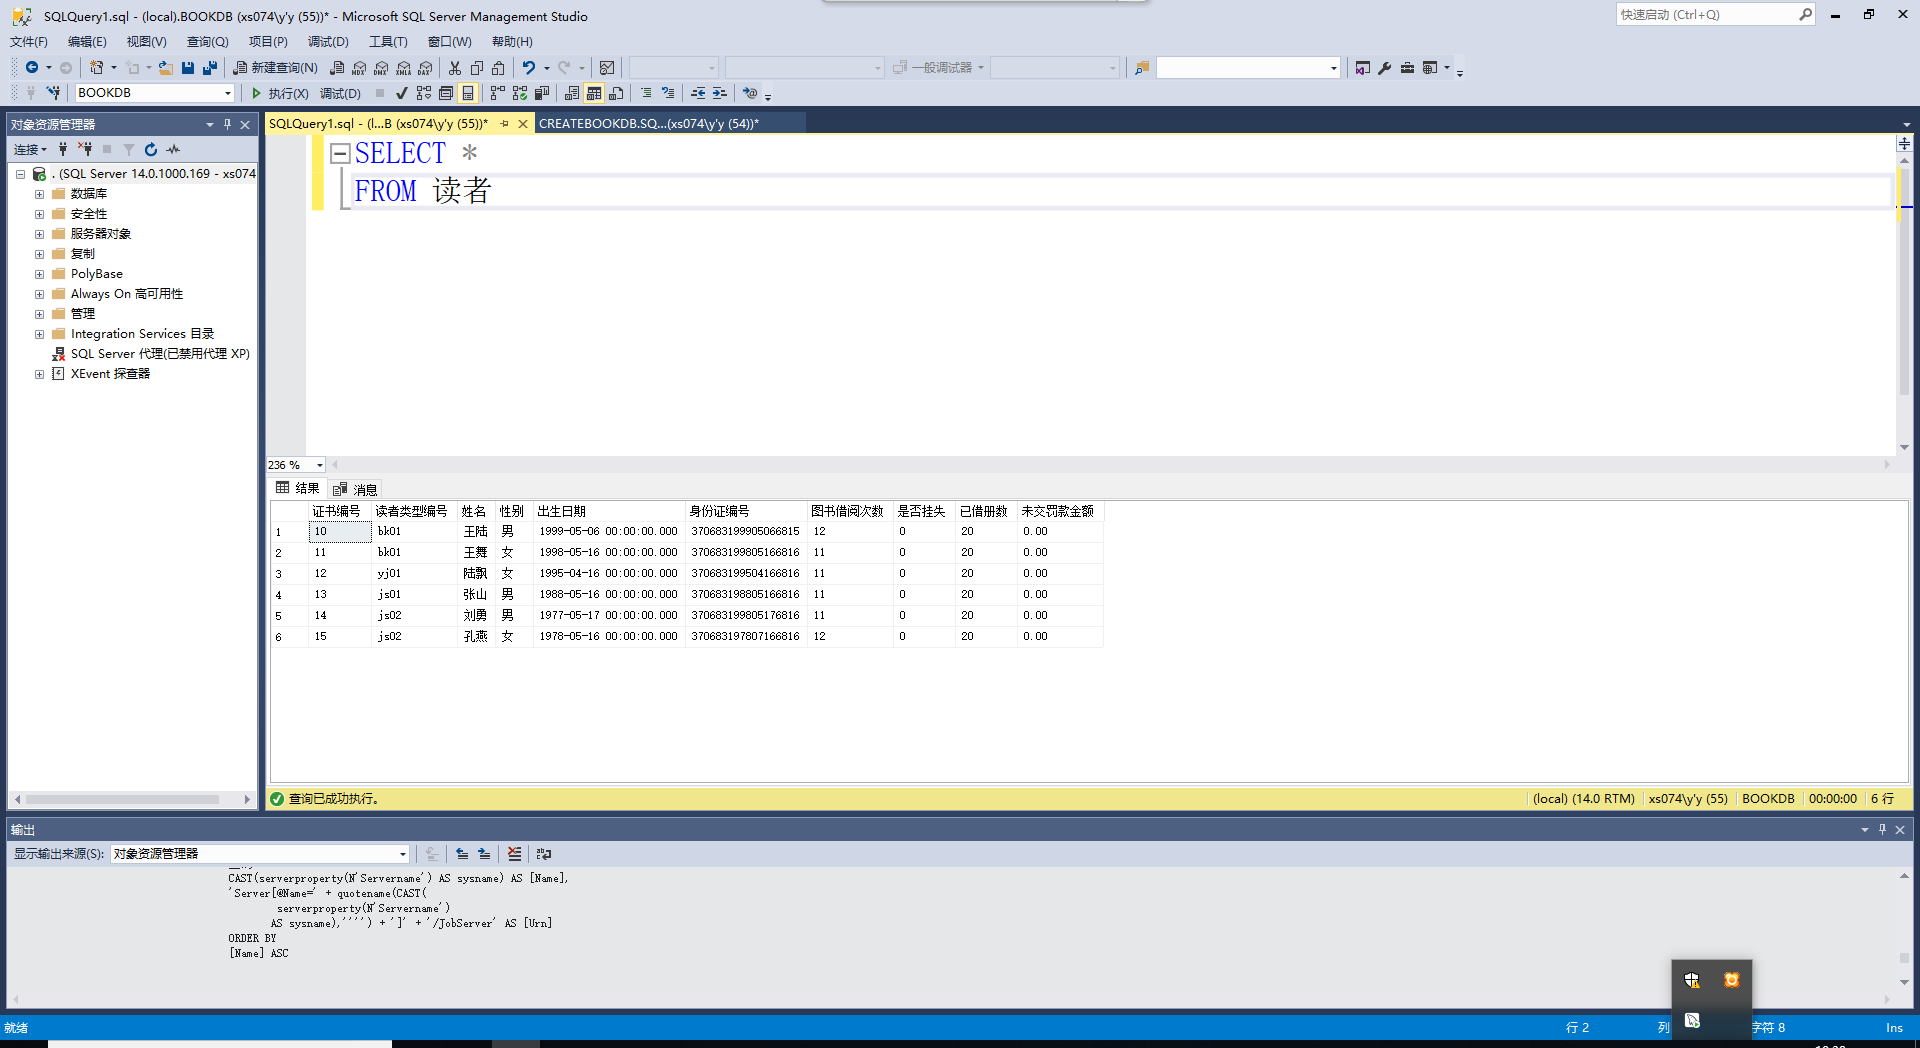 SQLQuery1.sql - (local).BOOKDB (xs074\y'y (55))* - Microsoft SQL Server Management Studio
快速启动 (Ctrl+Q)
文件(F) 编辑(E) 视图(V) 查询(Q) 项目(P) 调试(D) 工具(T) 窗口(W) 帮助(H)
新建查询(N) MDX DMX XMLA DAX 一般调试器
BOOKDB 执行(X) 调试(D)
对象资源管理器
连接
. (SQL Server 14.0.1000.169 - xs074
数据库
安全性
服务器对象
复制
PolyBase
Always On 高可用性
管理
Integration Services 目录
SQL Server 代理(已禁用代理 XP)
XEvent 探查器
SQLQuery1.sql - (l...B (xs074\y'y (55))* CREATEBOOKDB.SQ...(xs074\y'y (54))*
SELECT *
FROM 读者
236 %
结果 消息
证书编号 读者类型编号 姓名 性别 出生日期 身份证编号 图书借阅次数 是否挂失 已借册数 未交罚款金额
1 10 bk01 王陆 男 1999-05-06 00:00:00.000 370683199905066815 12 0 20 0.00
2 11 bk01 王舞 女 1998-05-16 00:00:00.000 370683199805166816 11 0 20 0.00
3 12 yj01 陆飘 女 1995-04-16 00:00:00.000 370683199504166816 11 0 20 0.00
4 13 js01 张山 男 1988-05-16 00:00:00.000 370683198805166816 11 0 20 0.00
5 14 js02 刘勇 男 1977-05-17 00:00:00.000 370683199805176816 11 0 20 0.00
6 15 js02 孔燕 女 1978-05-16 00:00:00.000 370683197807166816 12 0 20 0.00
查询已成功执行。 (local) (14.0 RTM) xs074\y'y (55) BOOKDB 00:00:00 6 行
输出
显示输出来源(S): 对象资源管理器
CAST(serverproperty(N'Servername') AS sysname) AS [Name],
'Server[@Name=' + quotename(CAST(
serverproperty(N'Servername')
AS sysname),'''') + ']' + '/JobServer' AS [Urn]
ORDER BY
[Name] ASC
就绪 行 2 列 字符 8 Ins